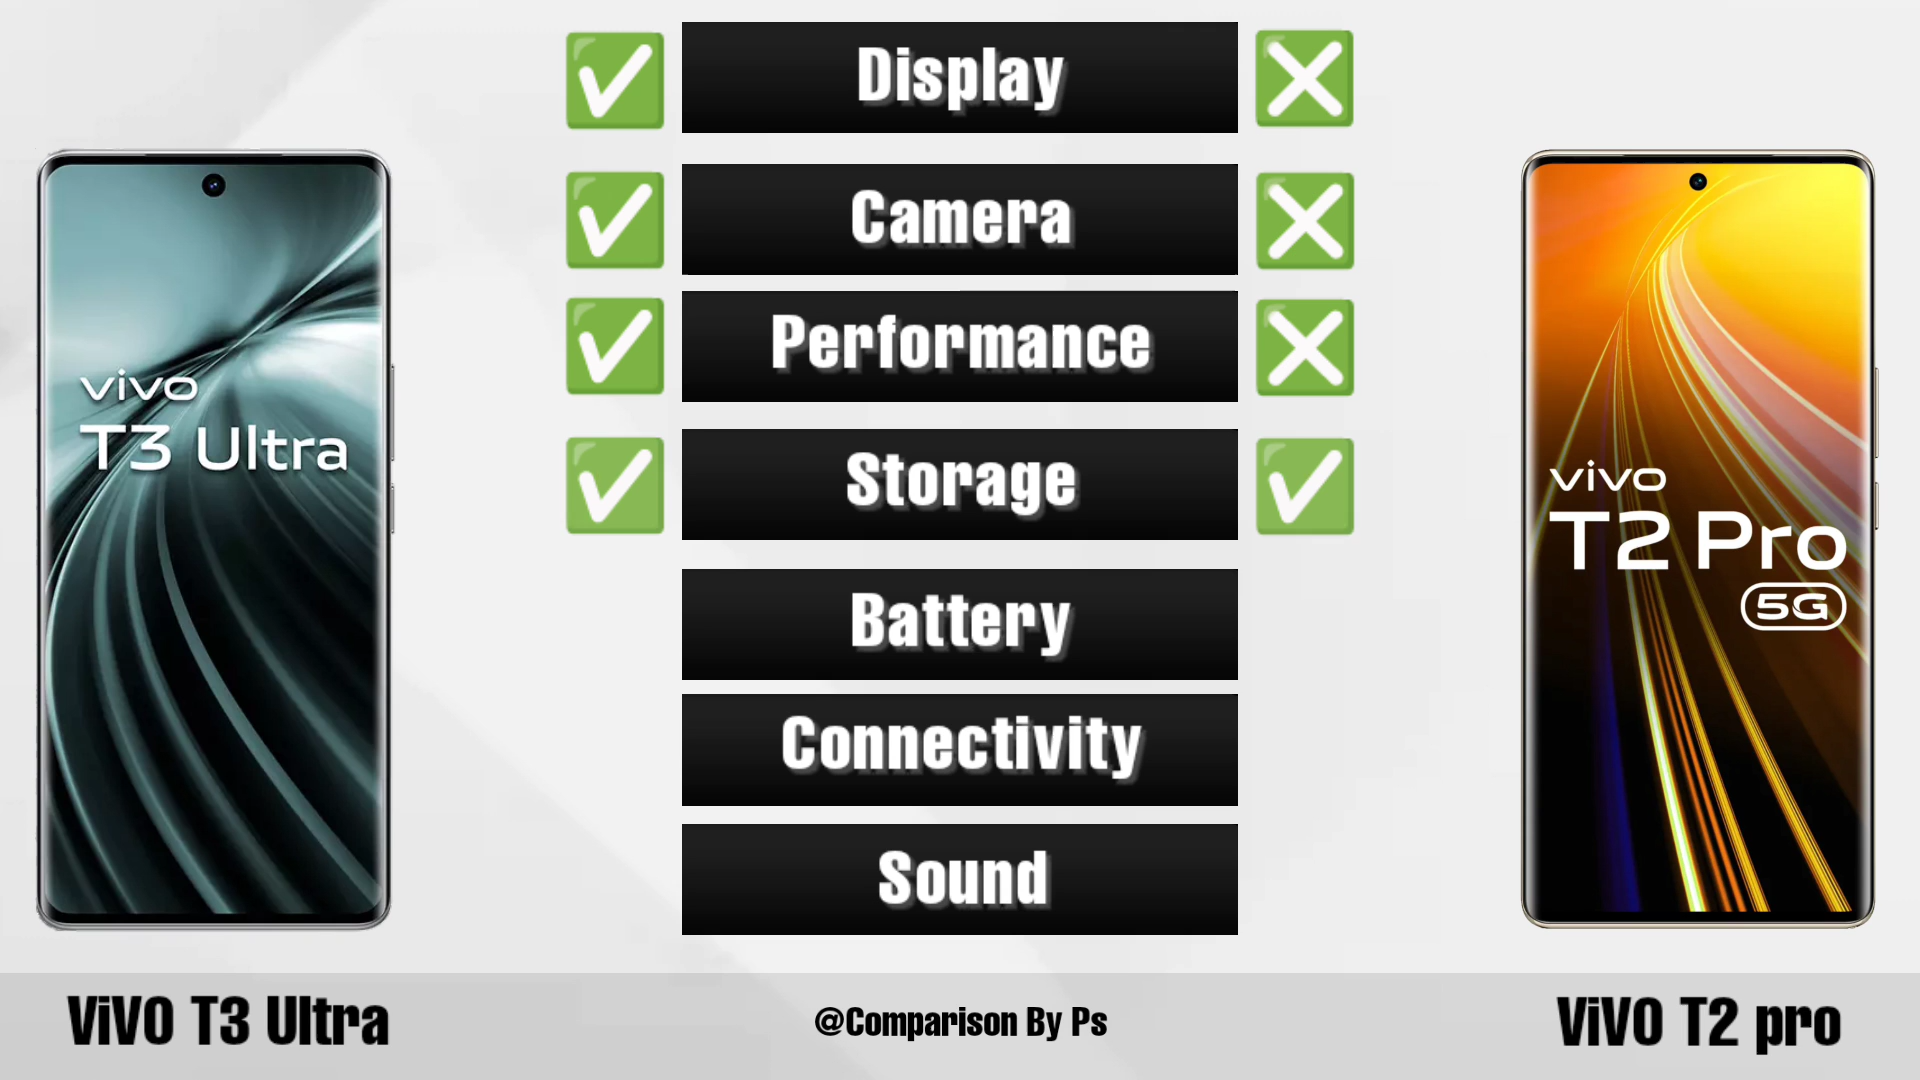 Display
Camera
Performance
Storage
Battery
Connectivity
Sound
vivo
T3 Ultra
vivo
T2 Pro
5G
ViVO T3 Ultra
@Comparison By Ps
ViVO T2 pro